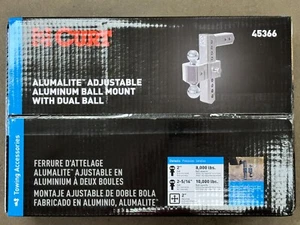 CURT
45366
ALUMALITE™ ADJUSTABLE
ALUMINUM BALL MOUNT
WITH DUAL BALL
Towing Accessories
FERRURE D'ATTELAGE
ALUMALITE™ AJUSTABLE EN
ALUMINIUM À DEUX BOULES
MONTAJE AJUSTABLE DE DOBLE BOLA
FABRICADO EN ALUMINIO, ALUMALITE™
2"
8,000 lbs.
2-5/16"
10,000 lbs.